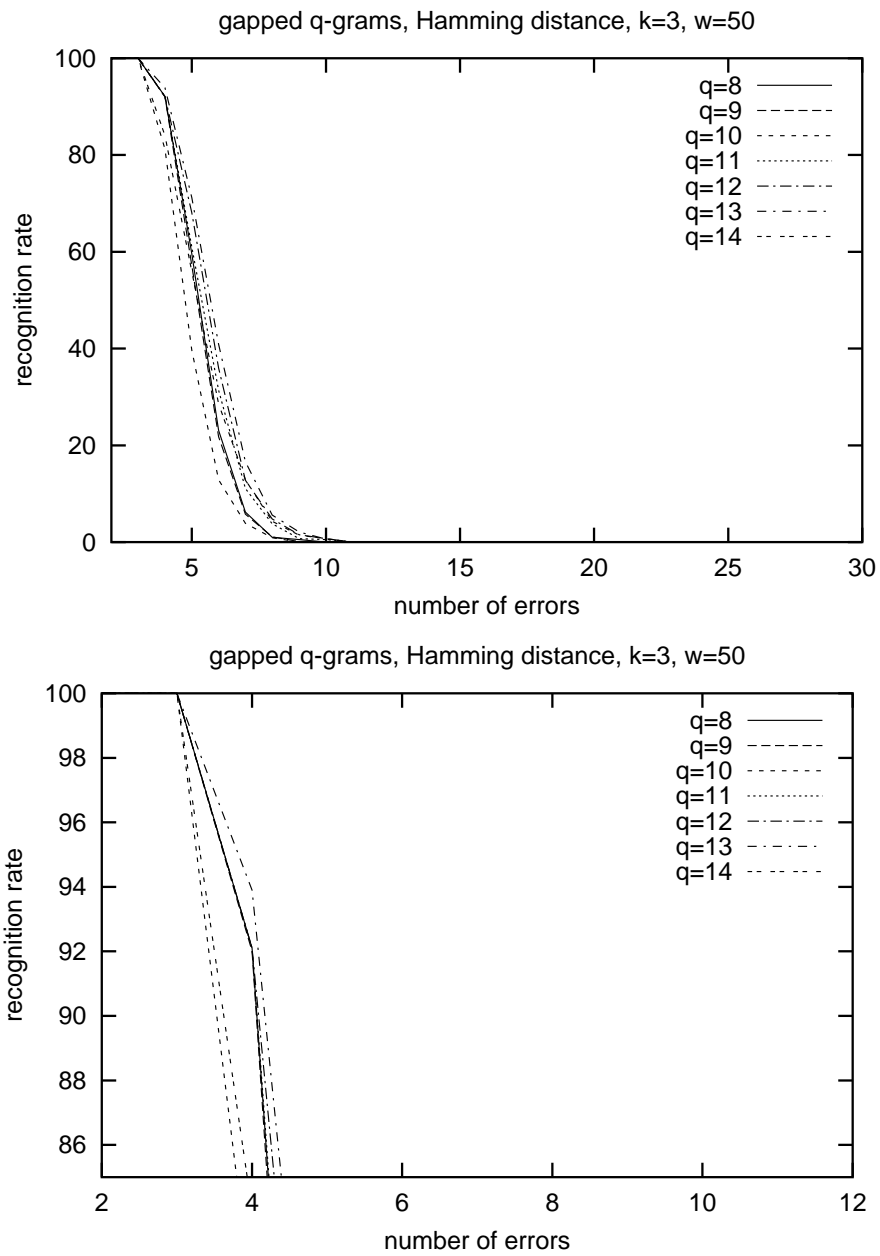 gapped q-grams, Hamming distance, k=3, w=50
100
80
60
40
20
0
recognition rate
q=8
q=9
q=10
q=11
q=12
q=13
q=14
5 10 15 20 25 30
number of errors
gapped q-grams, Hamming distance, k=3, w=50
100
98
96
94
92
90
88
86
recognition rate
q=8
q=9
q=10
q=11
q=12
q=13
q=14
2 4 6 8 10 12
number of errors